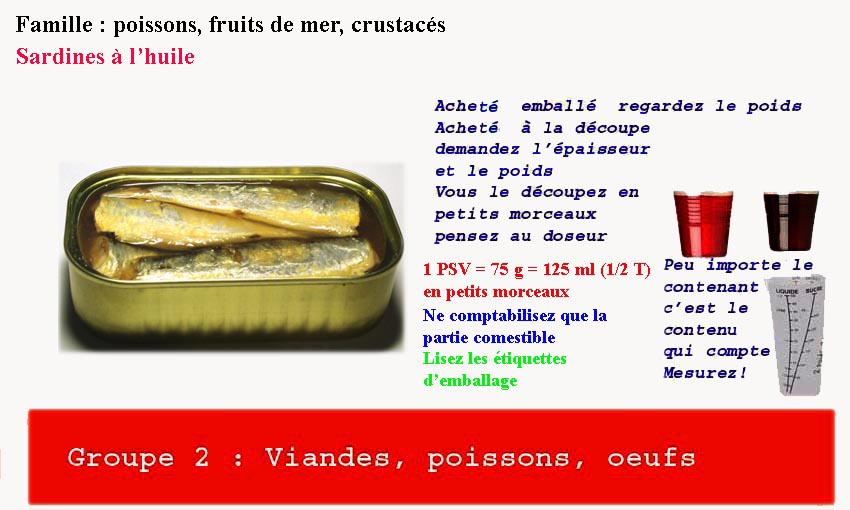 Famille : poissons, fruits de mer, crustacés
Sardines à l’huile
Acheté emballé regardez le poids
Acheté à la découpe
demandez l’épaisseur
et le poids
Vous le découpez en
petits morceaux
pensez au doseur
1 PSV = 75 g = 125 ml (1/2 T)
en petits morceaux
Ne comptabilisez que la
partie comestible
Lisez les étiquettes
d’emballage
Peu importe le
contenant
c’est le
contenu
qui compte
Mesurez!
LIQUIDE SUCRE
Groupe 2 : Viandes, poissons, oeufs